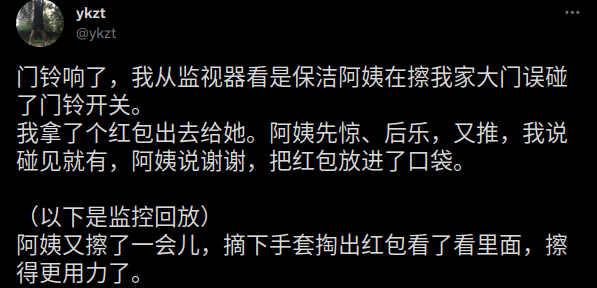 ykzt
@ykzt
门铃响了，我从监视器看是保洁阿姨在擦我家大门误碰
了门铃开关。
我拿了个红包出去给她。阿姨先惊、后乐，又推，我说
碰见就有，阿姨说谢谢，把红包放进了口袋。
（以下是监控回放）
阿姨又擦了一会儿，摘下手套掏出红包看了看里面，擦
得更用力了。